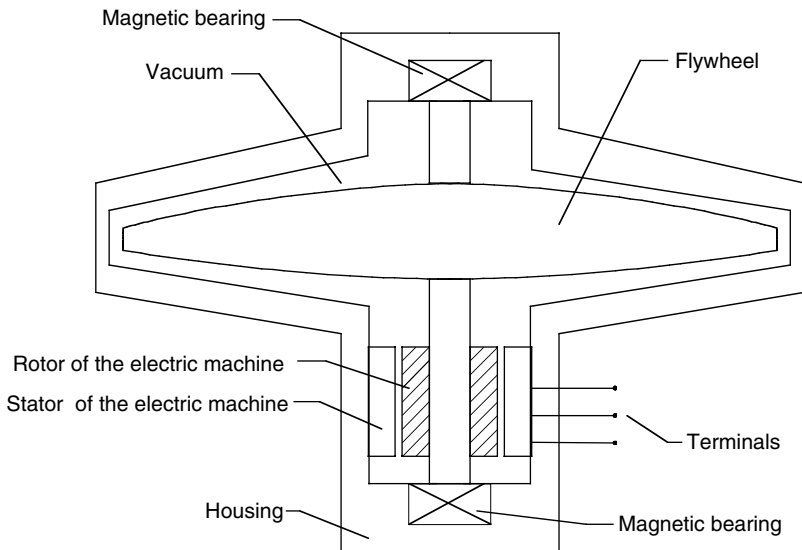 Magnetic bearing
Vacuum
Flywheel
Rotor of the electric machine
Stator of the electric machine
Terminals
Housing
Magnetic bearing